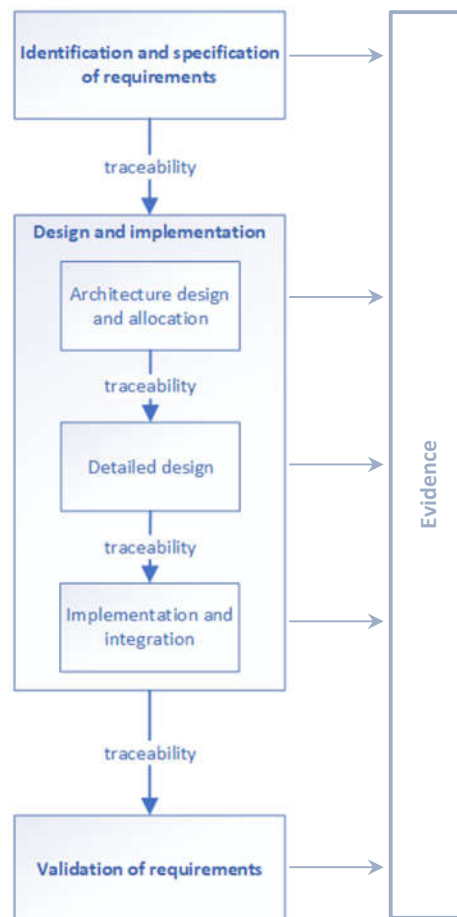 Identification and specification
of requirements
traceability
Design and implementation
Architecture design
and allocation
traceability
Detailed design
traceability
Implementation and
integration
traceability
Validation of requirements
Evidence